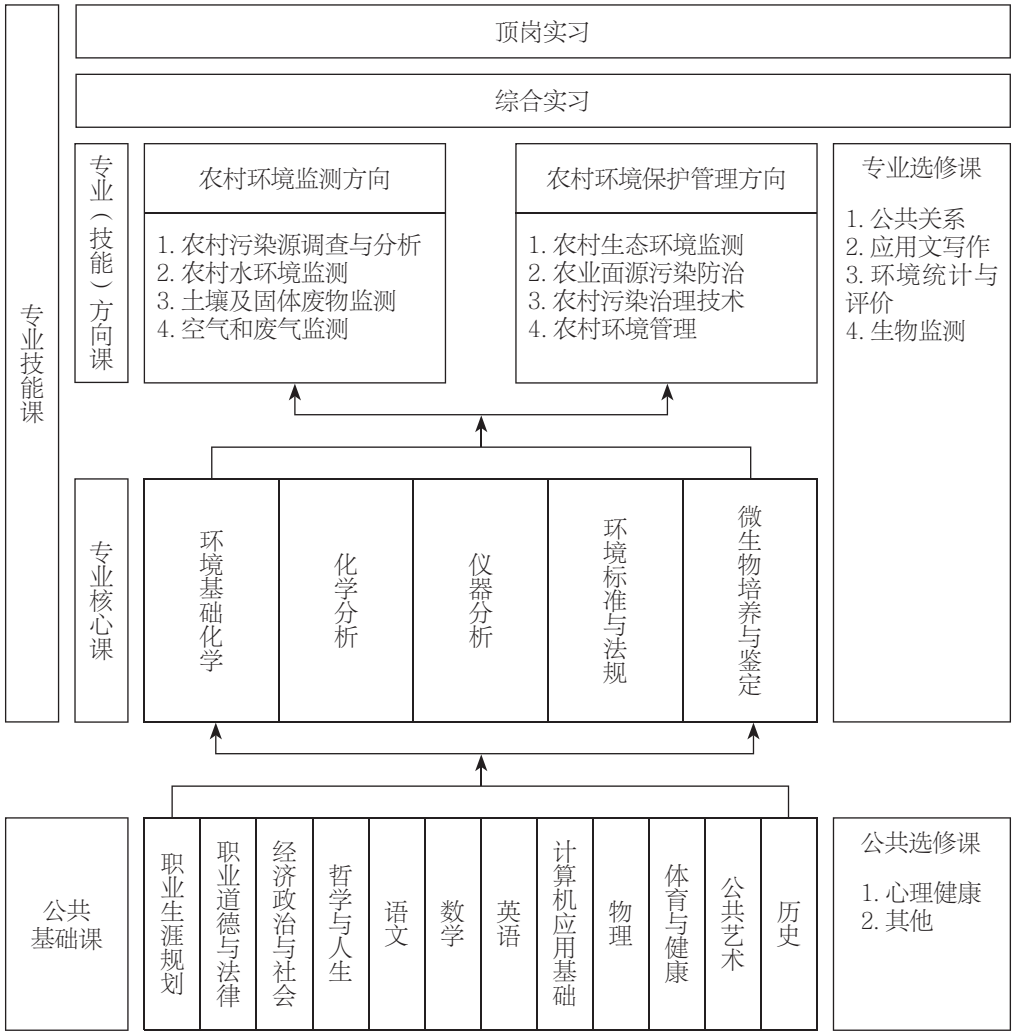 顶岗实习
综合实习
专业技能课
专业（技能）方向课
农村环境监测方向
1. 农村污染源调查与分析
2. 农村水环境监测
3. 土壤及固体废物监测
4. 空气和废气监测
农村环境保护管理方向
1. 农村生态环境监测
2. 农业面源污染防治
3. 农村污染治理技术
4. 农村环境管理
专业选修课
1. 公共关系
2. 应用文写作
3. 环境统计与
评价
4. 生物监测
专业核心课
环境基础化学
化学分析
仪器分析
环境标准与法规
微生物培养与鉴定
公共
基础课
职业生涯规划
职业道德与法律
经济政治与社会
哲学与人生
语文
数学
英语
计算机应用基础
物理
体育与健康
公共艺术
历史
公共选修课
1. 心理健康
2. 其他